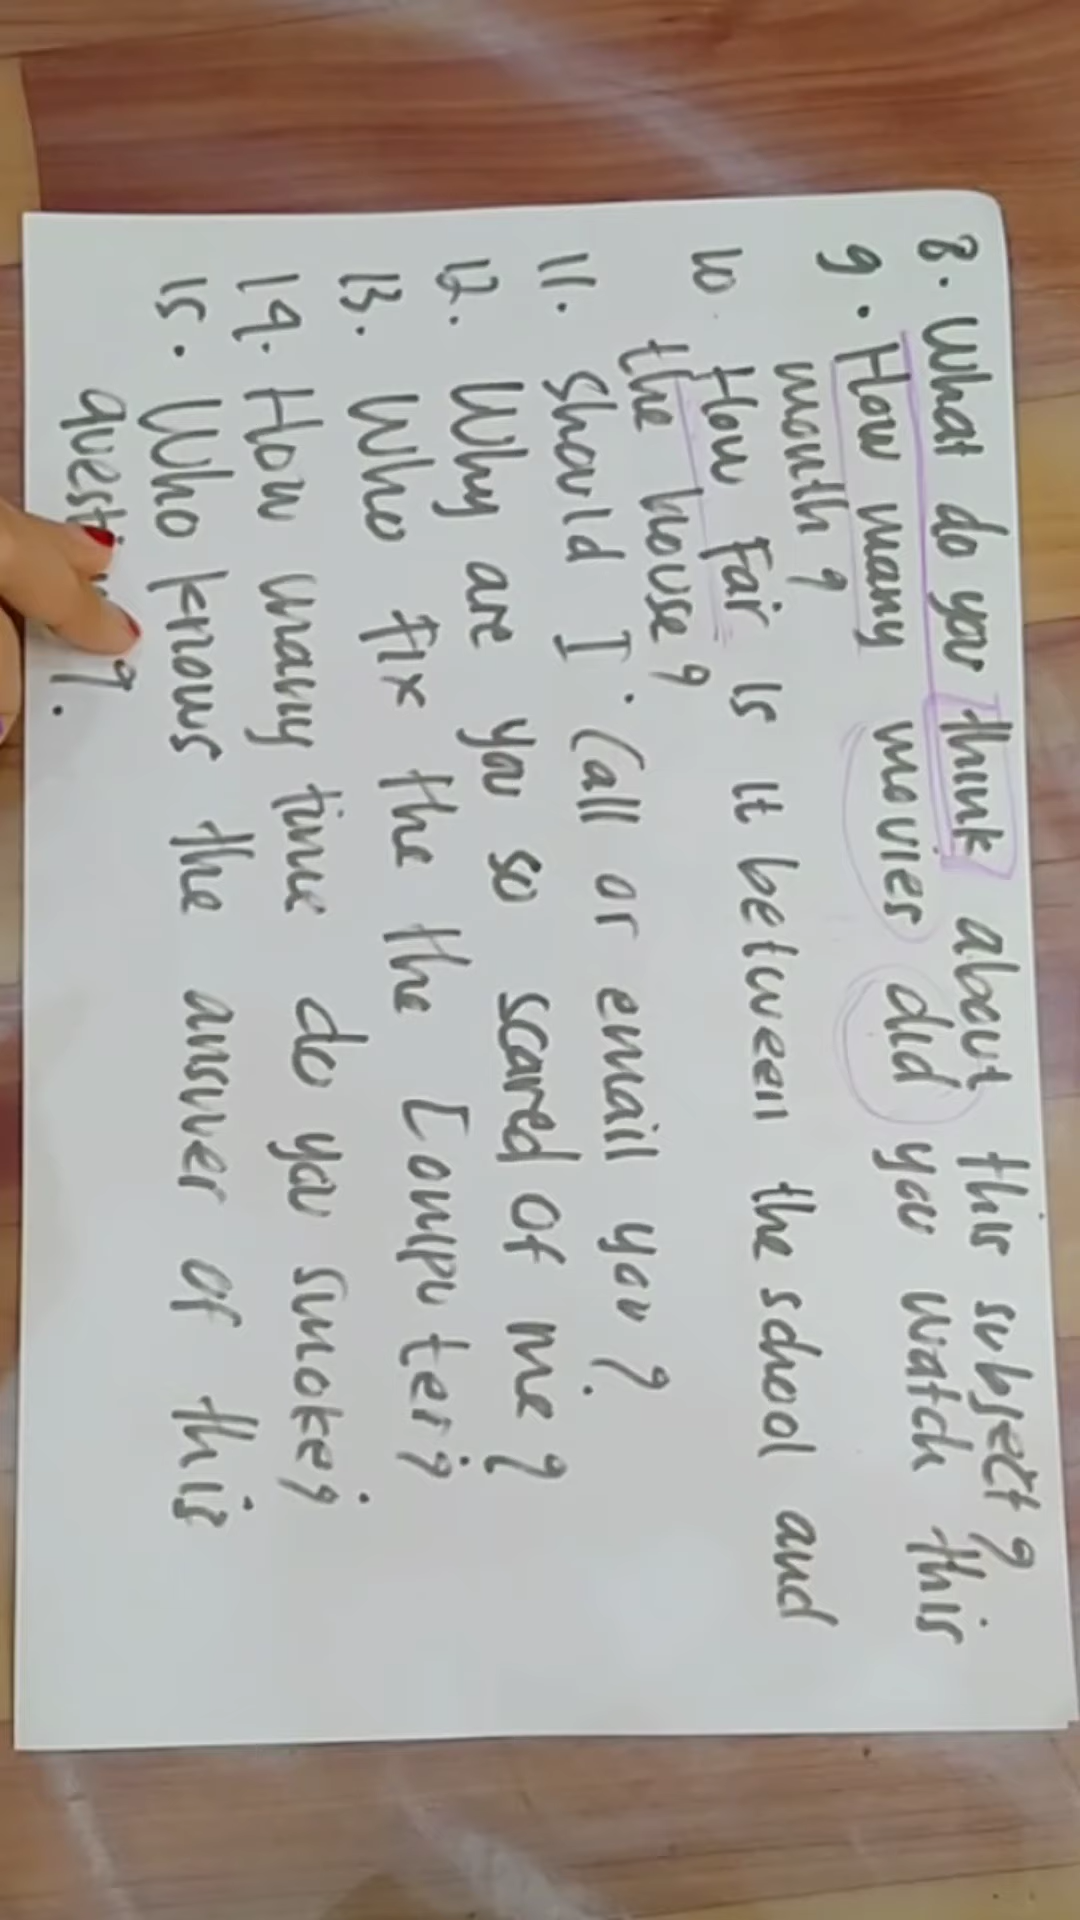 8. What do you think about this subject?
9. How many movies did you watch this
month?
10. How Far is it between the school and
the house?
11. Should I call or email you?
12. Why are you so scared of me?
13. Who fix the the computer?
14. How many time do you smoke?
15. Who knows the answer of this